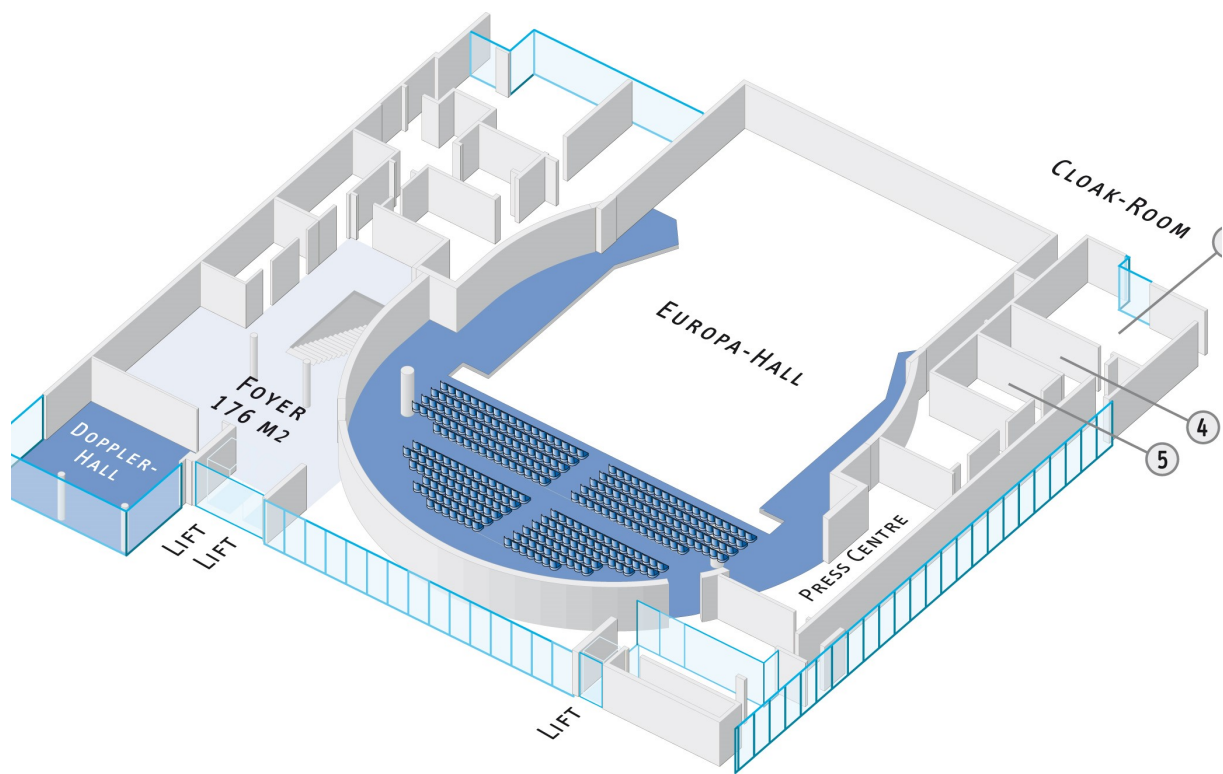 CLOAK-ROOM
EUROPA-HALL
FOYER
176 M2
DOPPLER-
HALL
4
5
LIFT
LIFT
PRESS CENTRE
LIFT